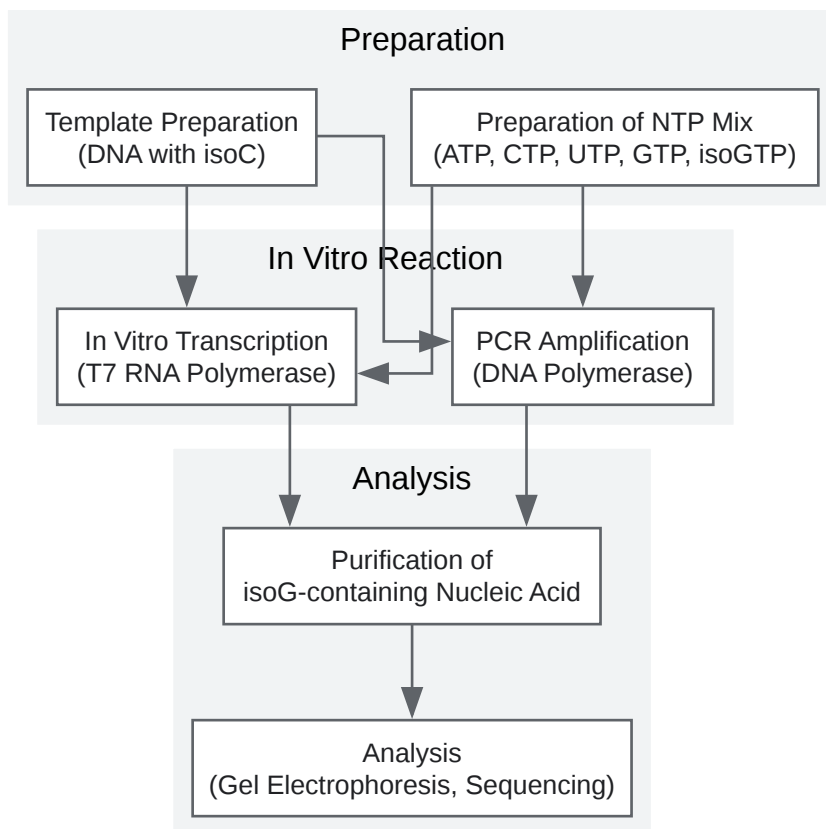 Preparation
Template Preparation
(DNA with isoC)
Preparation of NTP Mix
(ATP, CTP, UTP, GTP, isoGTP)
In Vitro Reaction
In Vitro Transcription
(T7 RNA Polymerase)
PCR Amplification
(DNA Polymerase)
Analysis
Purification of
isoG-containing Nucleic Acid
Analysis
(Gel Electrophoresis, Sequencing)